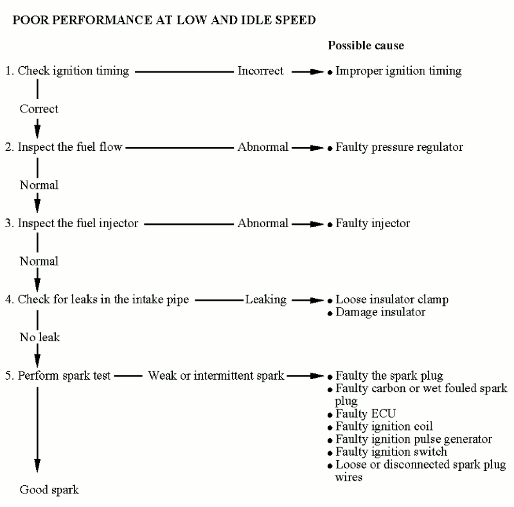 POOR PERFORMANCE AT LOW AND IDLE SPEED
Possible cause
1. Check ignition timing Incorrect • Improper ignition timing
Correct
2. Inspect the fuel flow Abnormal • Faulty pressure regulator
Normal
3. Inspect the fuel injector Abnormal • Faulty injector
Normal
4. Check for leaks in the intake pipe Leaking • Loose insulator clamp
• Damage insulator
No leak
5. Perform spark test Weak or intermittent spark • Faulty the spark plug
• Faulty carbon or wet fouled spark
plug
• Faulty ECU
• Faulty ignition coil
• Faulty ignition pulse generator
• Faulty ignition switch
• Loose or disconnected spark plug
wires
Good spark